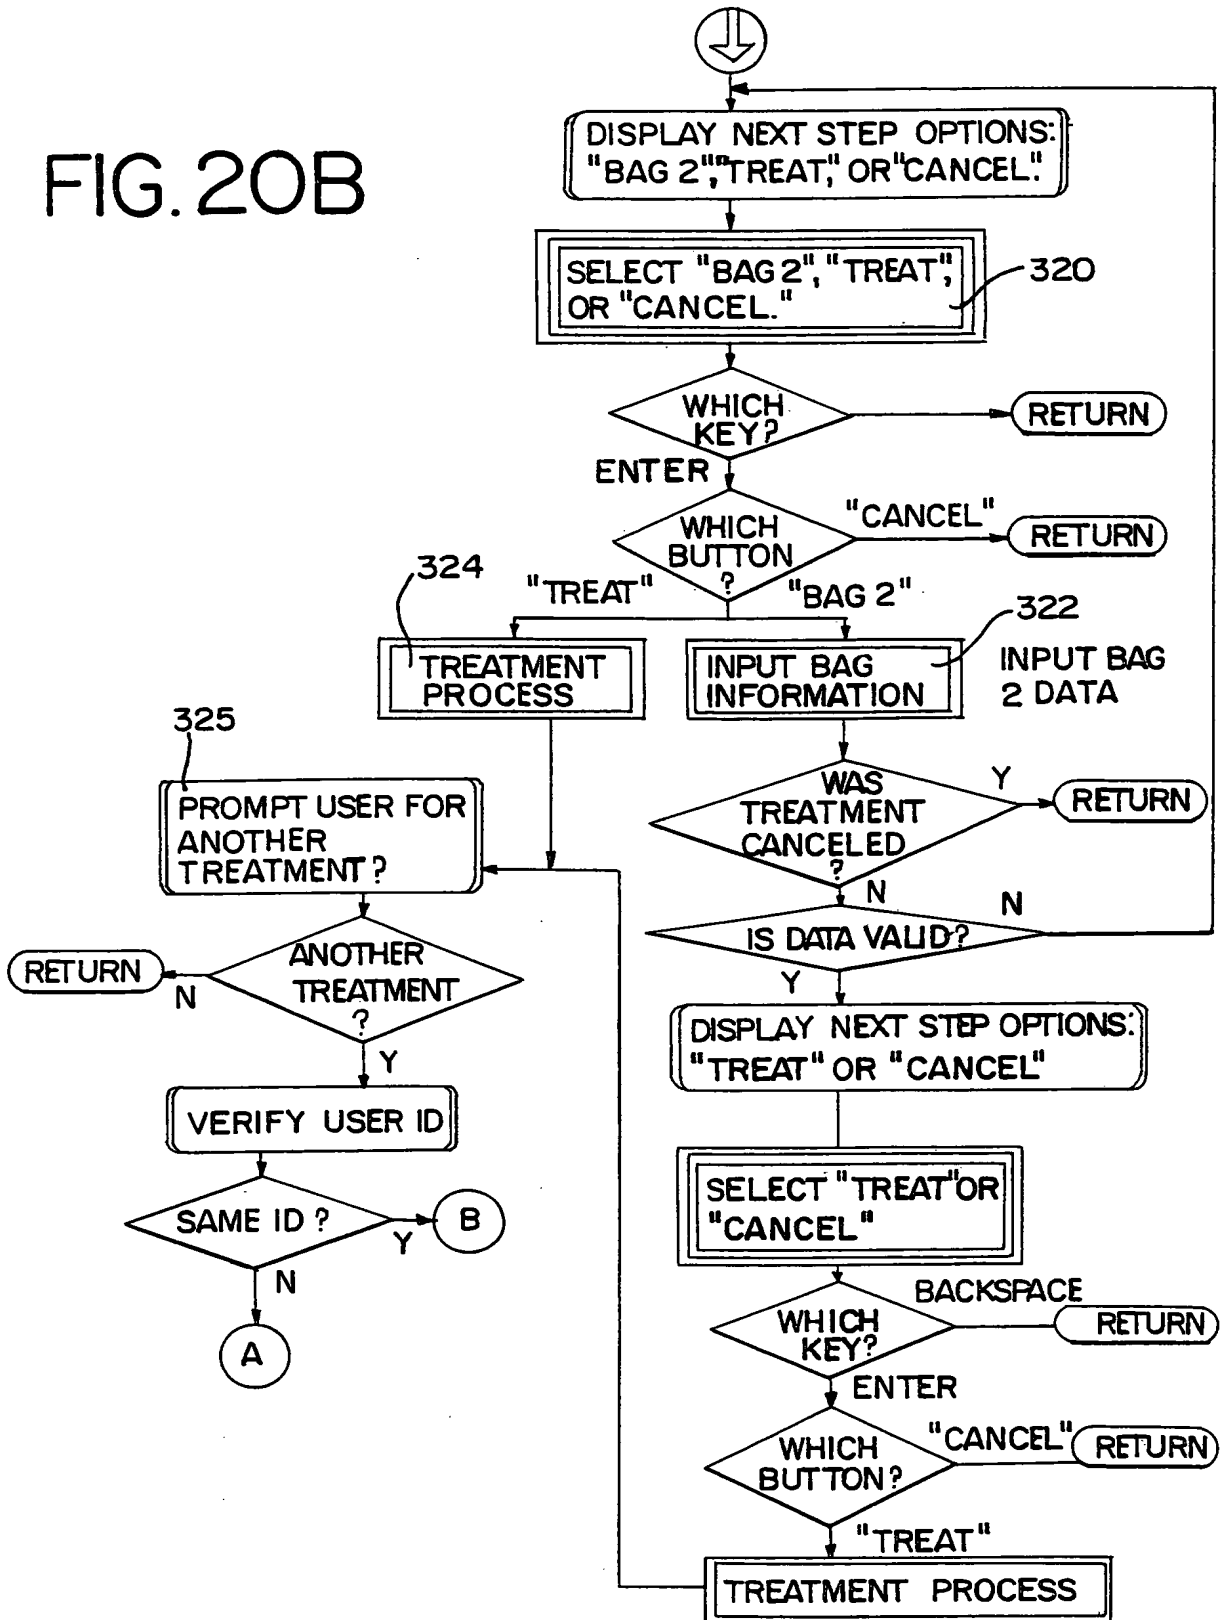 FIG. 20B
DISPLAY NEXT STEP OPTIONS:
"BAG 2","TREAT," OR "CANCEL."
SELECT "BAG 2", "TREAT",
OR "CANCEL."
320
WHICH
KEY?
RETURN
ENTER
WHICH
BUTTON
?
"CANCEL"
RETURN
324
"TREAT"
"BAG 2"
322
TREATMENT
PROCESS
INPUT BAG
INFORMATION
INPUT BAG
2 DATA
325
PROMPT USER FOR
ANOTHER
TREATMENT?
WAS
TREATMENT
CANCELED
?
Y
RETURN
N
IS DATA VALID?
N
Y
RETURN
N
ANOTHER
TREATMENT
?
Y
DISPLAY NEXT STEP OPTIONS:
"TREAT" OR "CANCEL"
VERIFY USER ID
SAME ID?
Y
B
N
A
SELECT "TREAT" OR
"CANCEL"
WHICH
KEY?
BACKSPACE
RETURN
ENTER
WHICH
BUTTON?
"CANCEL"
RETURN
"TREAT"
TREATMENT PROCESS